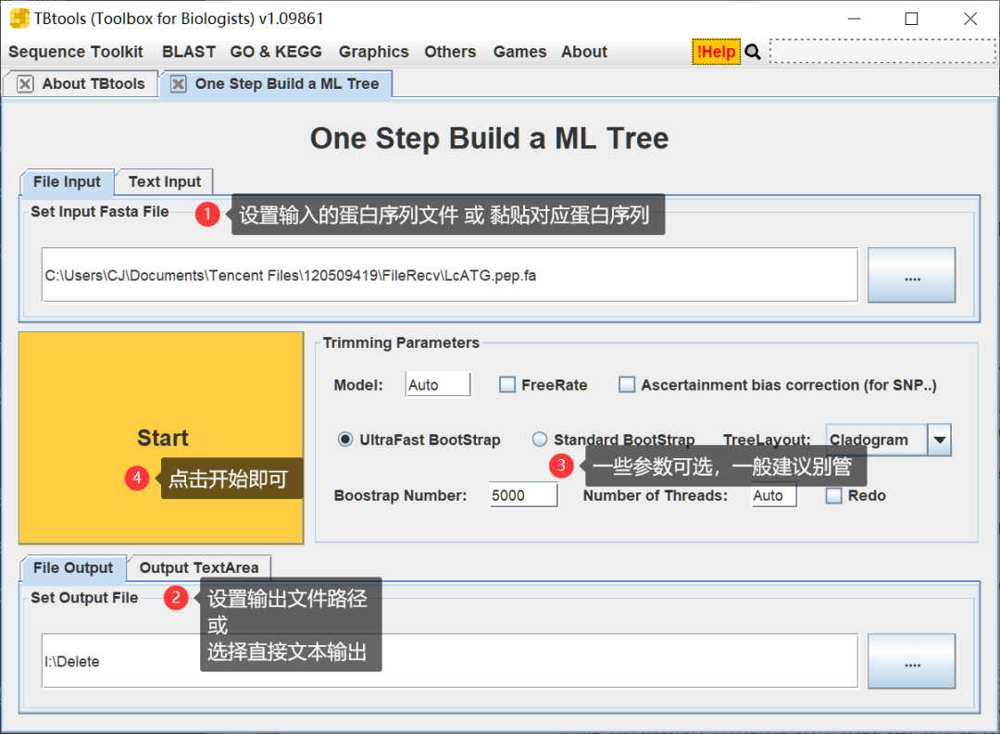 TBtools (Toolbox for Biologists) v1.09861
Sequence Toolkit BLAST GO & KEGG Graphics Others Games About !Help
About TBtools One Step Build a ML Tree
One Step Build a ML Tree
File Input Text Input
Set Input Fasta File
1 设置输入的蛋白序列文件 或 黏贴对应蛋白序列
C:\Users\CJ\Documents\Tencent Files\120509419\FileRecv\LcATG.pep.fa
....
Start
4 点击开始即可
Trimming Parameters
Model: Auto FreeRate Ascertainment bias correction (for SNP..)
UltraFast BootStrap Standard BootStrap TreeLayout: Cladogram
3 一些参数可选，一般建议别管
Boostrap Number: 5000 Number of Threads: Auto Redo
File Output Output TextArea
Set Output File
2 设置输出文件路径
或
选择直接文本输出
I:\Delete
....